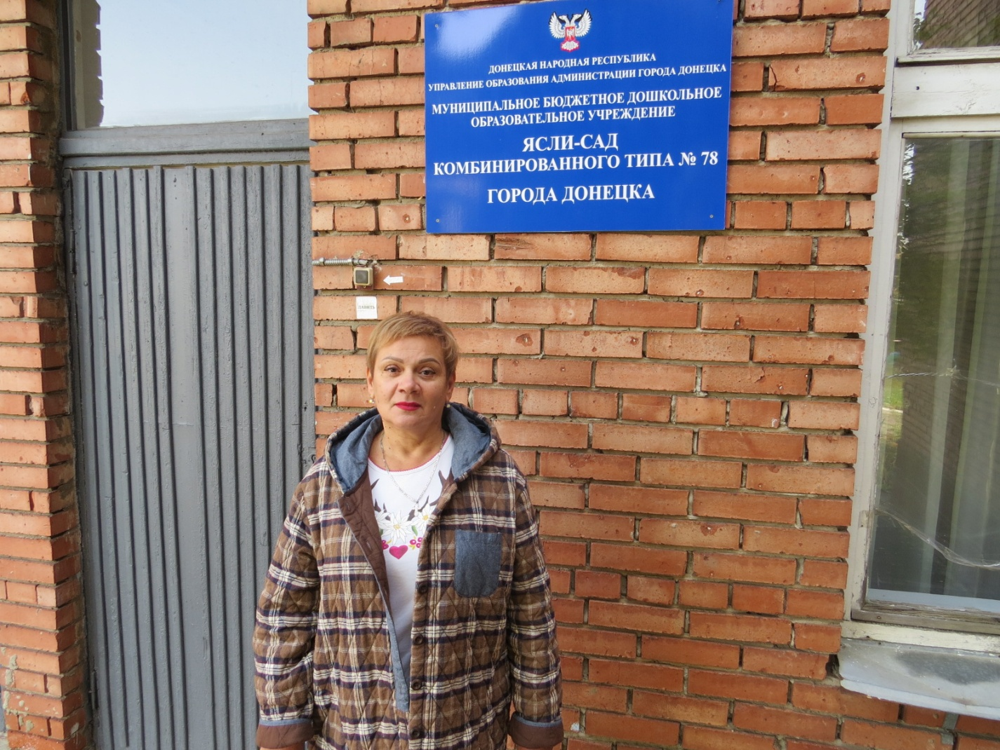 ДОНЕЦКАЯ НАРОДНАЯ РЕСПУБЛИКА
УПРАВЛЕНИЕ ОБРАЗОВАНИЯ АДМИНИСТРАЦИИ ГОРОДА ДОНЕЦКА
МУНИЦИПАЛЬНОЕ БЮДЖЕТНОЕ ДОШКОЛЬНОЕ
ОБРАЗОВАТЕЛЬНОЕ УЧРЕЖДЕНИЕ
ЯСЛИ-САД
КОМБИНИРОВАННОГО ТИПА № 78
ГОРОДА ДОНЕЦКА